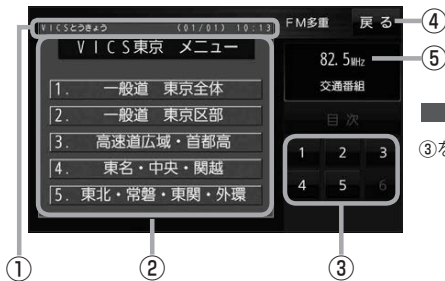 VICSとうきょう (01/01) 10:13 FM多重 戻る ④
VICS東京 メニュー
82.5MHz ⑤
交通番組
1. 一般道 東京全体
2. 一般道 東京区部
3. 高速道広域・首都高
4. 東名・中央・関越
5. 東北・常磐・東関・外環
目次
1 2 3
4 5 6
③を
① ② ③